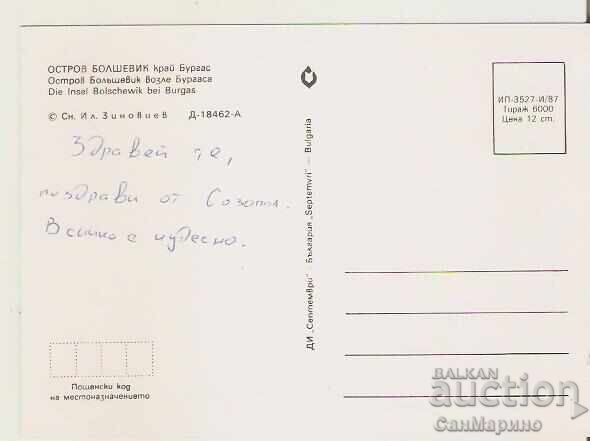 ОСТРОВ БОЛШЕВИК край Бургас
Остров Большевик возле Бургаса
Die Insel Bolschewik bei Burgas
© Сн. Ил. Зиновиев Д-18462-А
Здравейте,
поздрави от Созопол.
Всичко е чудесно.
Пощенски код
на местоназначението
ДИ „Септември" - България „Septemvri" — Bulgaria
ИП-3527-И/87
Тираж 6000
Цена 12 ст.
BALKAN
auction
СанМарино